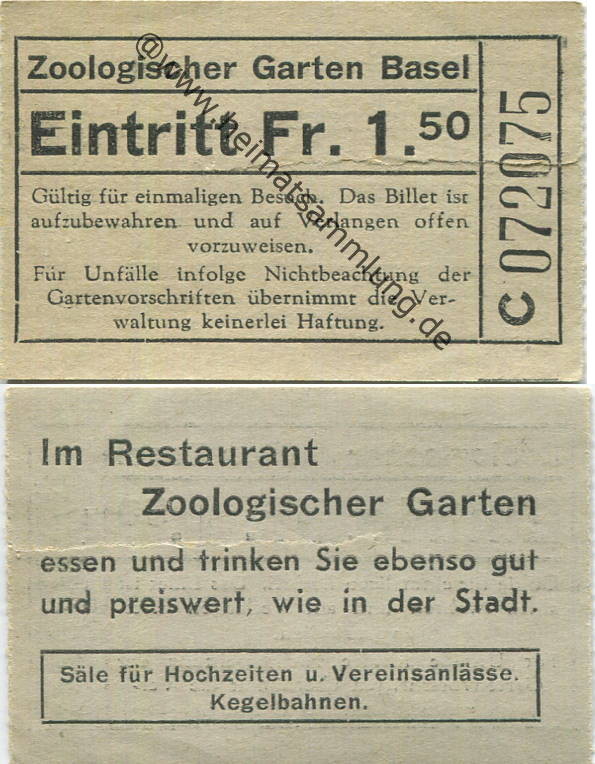 Zoologischer Garten Basel
Eintritt Fr. 1.50
Gültig für einmaligen Besuch. Das Billet ist
aufzubewahren und auf Verlangen offen
vorzuweisen.
Für Unfälle infolge Nichtbeachtung der
Gartenvorschriften übernimmt die Ver-
waltung keinerlei Haftung.
C 072075
@www.heimatsammlung.de
Im Restaurant
Zoologischer Garten
essen und trinken Sie ebenso gut
und preiswert, wie in der Stadt.
Säle für Hochzeiten u. Vereinsanlässe.
Kegelbahnen.